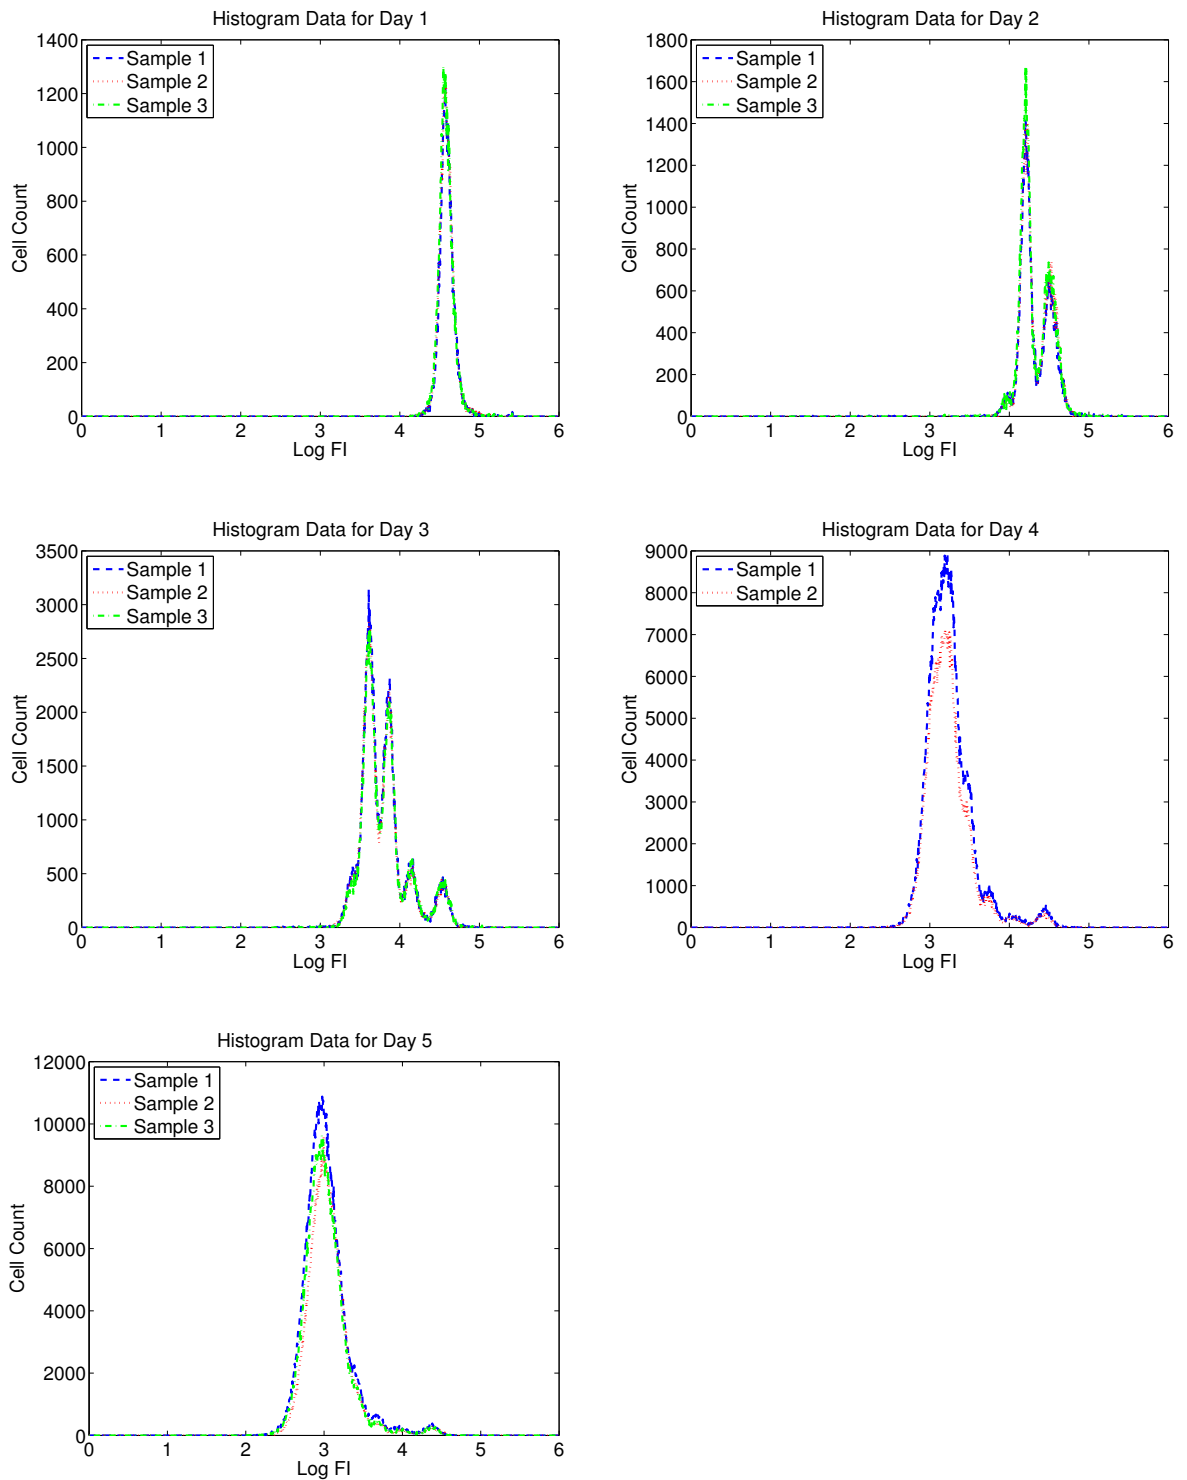 Histogram Data for Day 1
1400
1200
1000
800
600
400
200
0
Cell Count
Sample 1
Sample 2
Sample 3
0 1 2 3 4 5 6
Log FI
Histogram Data for Day 2
1800
1600
1400
1200
1000
800
600
400
200
0
Cell Count
Sample 1
Sample 2
Sample 3
0 1 2 3 4 5 6
Log FI
Histogram Data for Day 3
3500
3000
2500
2000
1500
1000
500
0
Cell Count
Sample 1
Sample 2
Sample 3
0 1 2 3 4 5 6
Log FI
Histogram Data for Day 4
9000
8000
7000
6000
5000
4000
3000
2000
1000
0
Cell Count
Sample 1
Sample 2
0 1 2 3 4 5 6
Log FI
Histogram Data for Day 5
12000
10000
8000
6000
4000
2000
0
Cell Count
Sample 1
Sample 2
Sample 3
0 1 2 3 4 5 6
Log FI